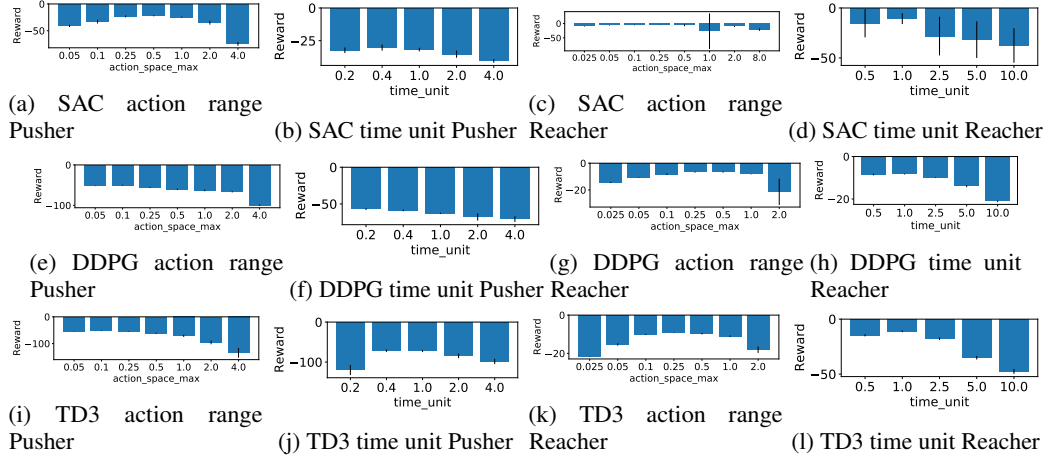 Reward
0
−50
0.05 0.1 0.25 0.5 1.0 2.0 4.0
action_space_max
(a) SAC action range
Pusher
Reward
0
−25
0.2 0.4 1.0 2.0 4.0
time_unit
(b) SAC time unit Pusher
Reward
0
−50
0.025 0.05 0.1 0.25 0.5 1.0 2.0 8.0
action_space_max
(c) SAC action range
Reacher
Reward
0
−50
0.5 1.0 2.5 5.0 10.0
time_unit
(d) SAC time unit Reacher
Reward
0
−100
0.05 0.1 0.25 0.5 1.0 2.0 4.0
action_space_max
(e) DDPG action range
Pusher
Reward
0
−50
0.2 0.4 1.0 2.0 4.0
time_unit
(f) DDPG time unit Pusher
Reward
0
−20
0.025 0.05 0.1 0.25 0.5 1.0 2.0
action_space_max
(g) DDPG action range
Reacher
Reward
0
−20
0.5 1.0 2.5 5.0 10.0
time_unit
(h) DDPG time unit
Reacher
Reward
0
−100
0.05 0.1 0.25 0.5 1.0 2.0 4.0
action_space_max
(i) TD3 action range
Pusher
Reward
0
−100
0.2 0.4 1.0 2.0 4.0
time_unit
(j) TD3 time unit Pusher
Reward
0
−20
0.025 0.05 0.1 0.25 0.5 1.0 2.0
action_space_max
(k) TD3 action range
Reacher
Reward
0
−50
0.5 1.0 2.5 5.0 10.0
time_unit
(l) TD3 time unit Reacher